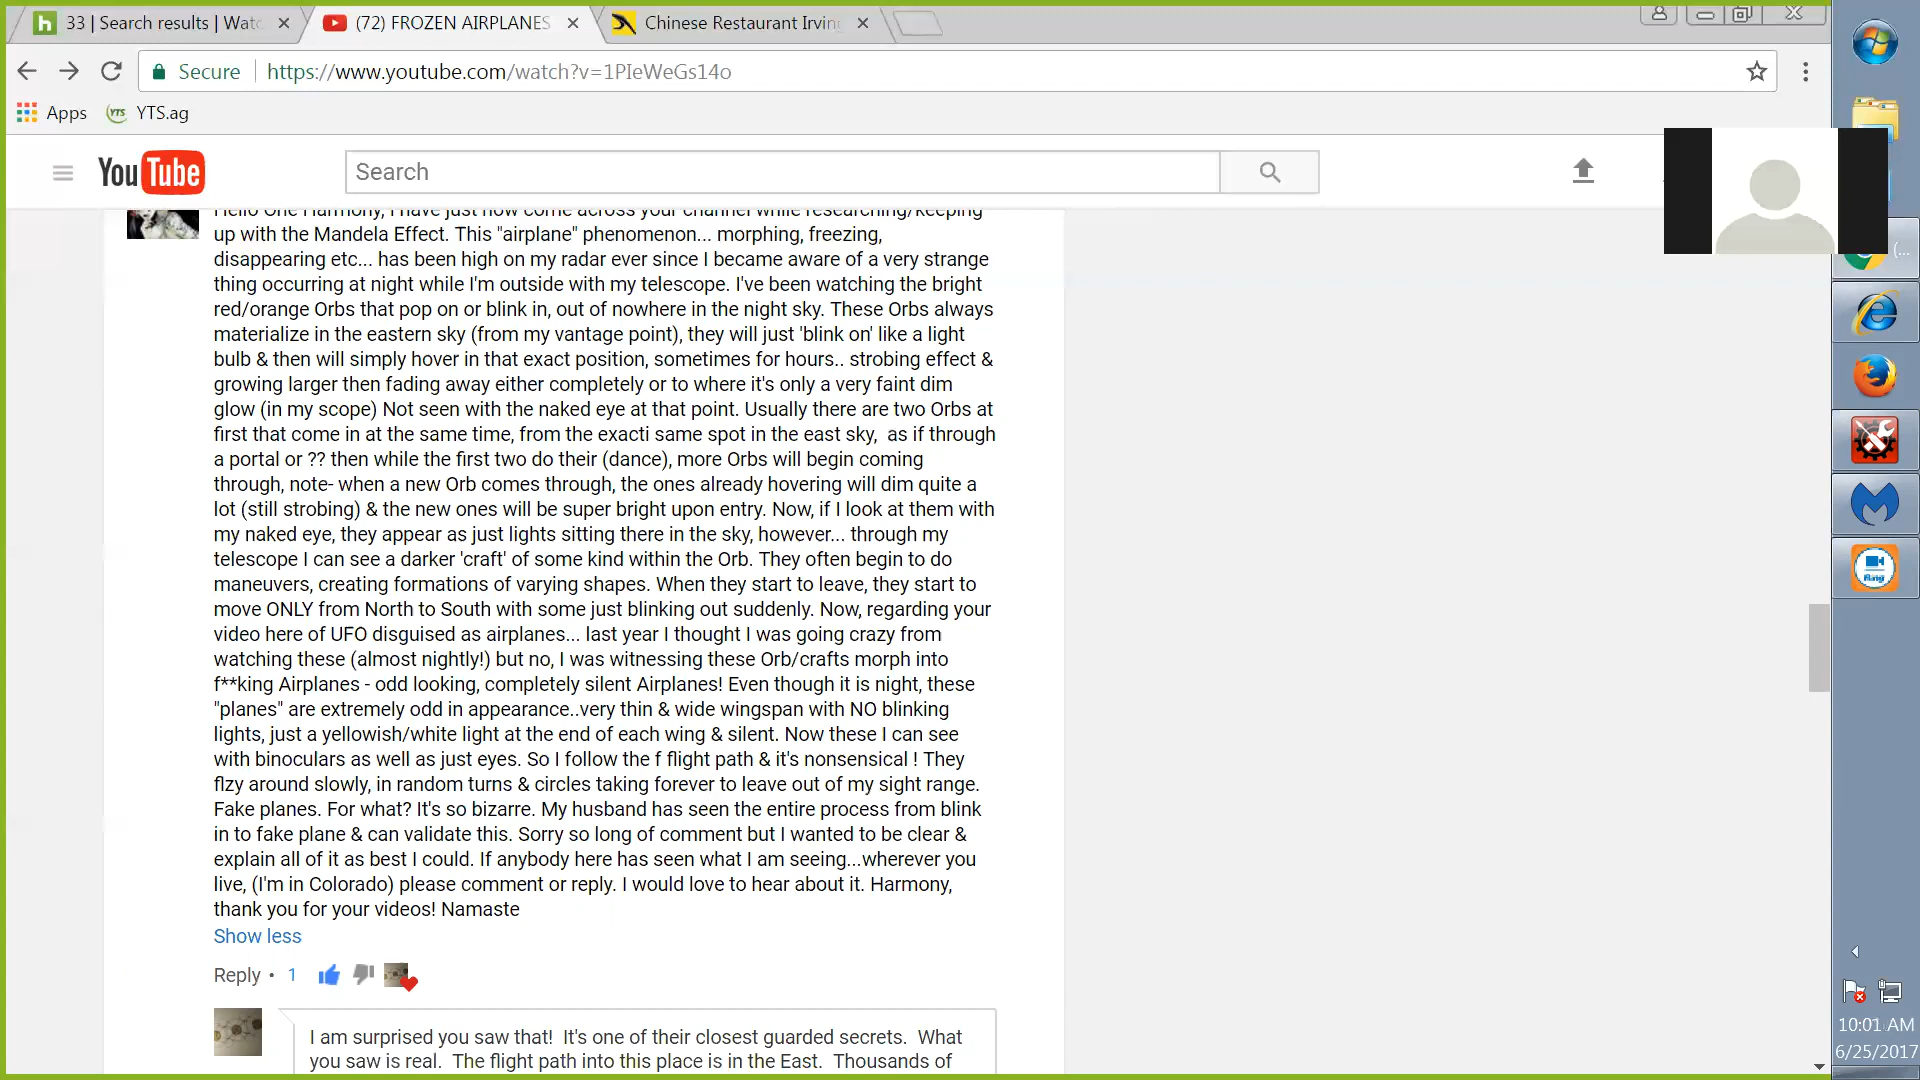 33 | Search results | Watc
(72) FROZEN AIRPLANES
Chinese Restaurant Irving
Secure
https://www.youtube.com/watch?v=1PIeWeGs14o
Apps
YTS
YTS.ag
YouTube
Search
Hello One Harmony, I have just now come across your channel while researching/keeping
up with the Mandela Effect. This "airplane" phenomenon... morphing, freezing,
disappearing etc... has been high on my radar ever since I became aware of a very strange
thing occurring at night while I'm outside with my telescope. I've been watching the bright
red/orange Orbs that pop on or blink in, out of nowhere in the night sky. These Orbs always
materialize in the eastern sky (from my vantage point), they will just 'blink on' like a light
bulb & then will simply hover in that exact position, sometimes for hours.. strobing effect &
growing larger then fading away either completely or to where it's only a very faint dim
glow (in my scope) Not seen with the naked eye at that point. Usually there are two Orbs at
first that come in at the same time, from the exacti same spot in the east sky,  as if through
a portal or ?? then while the first two do their (dance), more Orbs will begin coming
through, note- when a new Orb comes through, the ones already hovering will dim quite a
lot (still strobing) & the new ones will be super bright upon entry. Now, if I look at them with
my naked eye, they appear as just lights sitting there in the sky, however... through my
telescope I can see a darker 'craft' of some kind within the Orb. They often begin to do
maneuvers, creating formations of varying shapes. When they start to leave, they start to
move ONLY from North to South with some just blinking out suddenly. Now, regarding your
video here of UFO disguised as airplanes... last year I thought I was going crazy from
watching these (almost nightly!) but no, I was witnessing these Orb/crafts morph into
f**king Airplanes - odd looking, completely silent Airplanes! Even though it is night, these
"planes" are extremely odd in appearance..very thin & wide wingspan with NO blinking
lights, just a yellowish/white light at the end of each wing & silent. Now these I can see
with binoculars as well as just eyes. So I follow the f flight path & it's nonsensical ! They
flzy around slowly, in random turns & circles taking forever to leave out of my sight range.
Fake planes. For what? It's so bizarre. My husband has seen the entire process from blink
in to fake plane & can validate this. Sorry so long of comment but I wanted to be clear &
explain all of it as best I could. If anybody here has seen what I am seeing...wherever you
live, (I'm in Colorado) please comment or reply. I would love to hear about it. Harmony,
thank you for your videos! Namaste
Show less
Reply • 1
I am surprised you saw that!  It's one of their closest guarded secrets.  What
you saw is real.  The flight path into this place is in the East.  Thousands of
(...
10:01 AM
6/25/2017